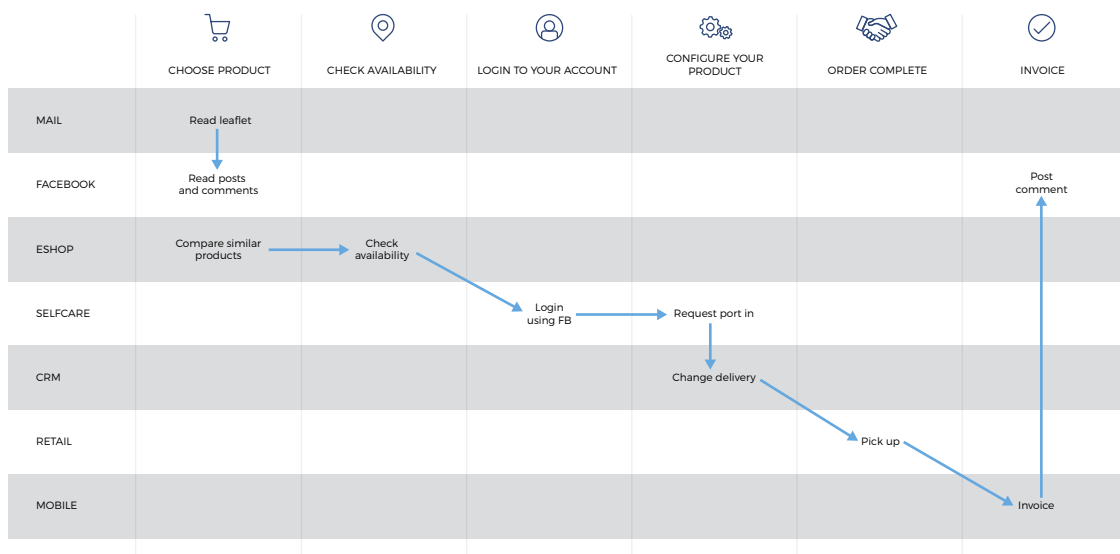 CHOOSE PRODUCT
CHECK AVAILABILITY
LOGIN TO YOUR ACCOUNT
CONFIGURE YOUR
PRODUCT
ORDER COMPLETE
INVOICE
MAIL
Read leaflet
FACEBOOK
Read posts
and comments
Post
comment
ESHOP
Compare similar
products
Check
availability
SELFCARE
Login
using FB
Request port in
CRM
Change delivery
RETAIL
Pick up
MOBILE
Invoice